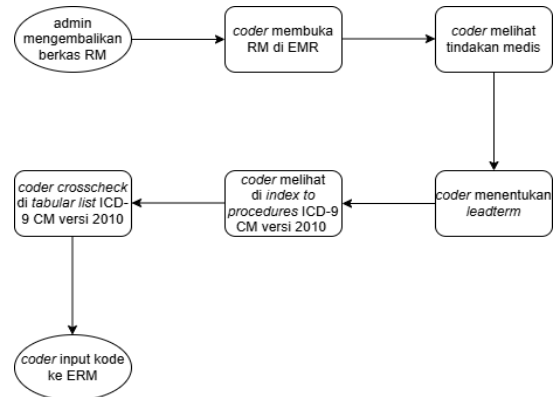 admin
mengembalikan
berkas RM
coder membuka
RM di EMR
coder melihat
tindakan medis
coder menentukan
leadterm
coder melihat
di index to
procedures ICD-9
CM versi 2010
coder crosscheck
di tabular list ICD-
9 CM versi 2010
coder input kode
ke ERM